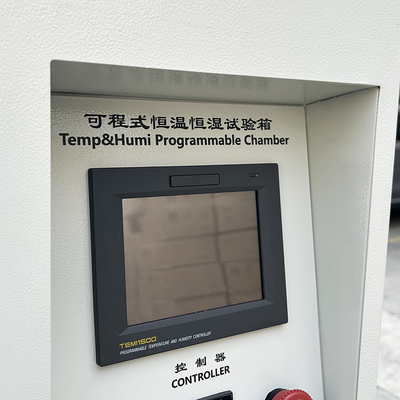 可程式恒温恒湿试验箱
Temp&Humi Programmable Chamber
TEMI1500
PROGRAMMABLE TEMPERATURE AND HUMIDITY CONTROLLER
控制器
CONTROLLER